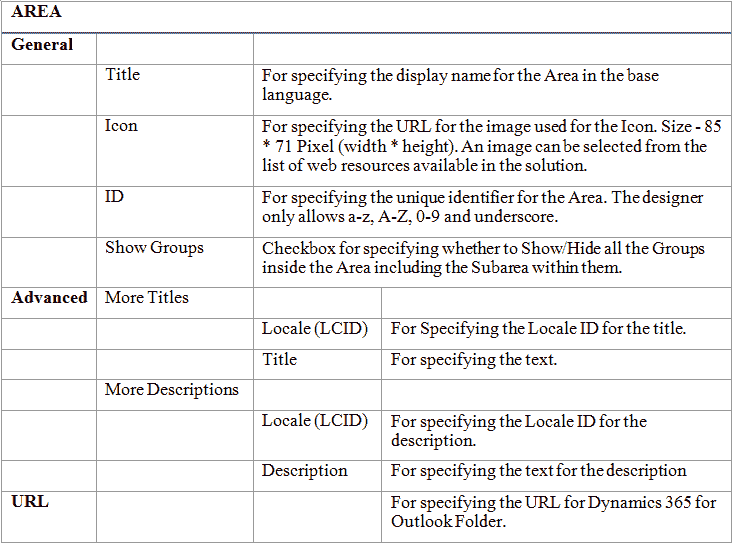 AREA
General
Title
For specifying the display name for the Area in the base
language.
Icon
For specifying the URL for the image used for the Icon. Size - 85
* 71 Pixel (width * height). An image can be selected from the
list of web resources available in the solution.
ID
For specifying the unique identifier for the Area. The designer
only allows a-z, A-Z, 0-9 and underscore.
Show Groups
Checkbox for specifying whether to Show/Hide all the Groups
inside the Area including the Subarea within them.
Advanced
More Titles
Locale (LCID)
For Specifying the Locale ID for the title.
Title
For specifying the text.
More Descriptions
Locale (LCID)
For specifying the Locale ID for the
description.
Description
For specifying the text for the description
URL
For specifying the URL for Dynamics 365 for
Outlook Folder.